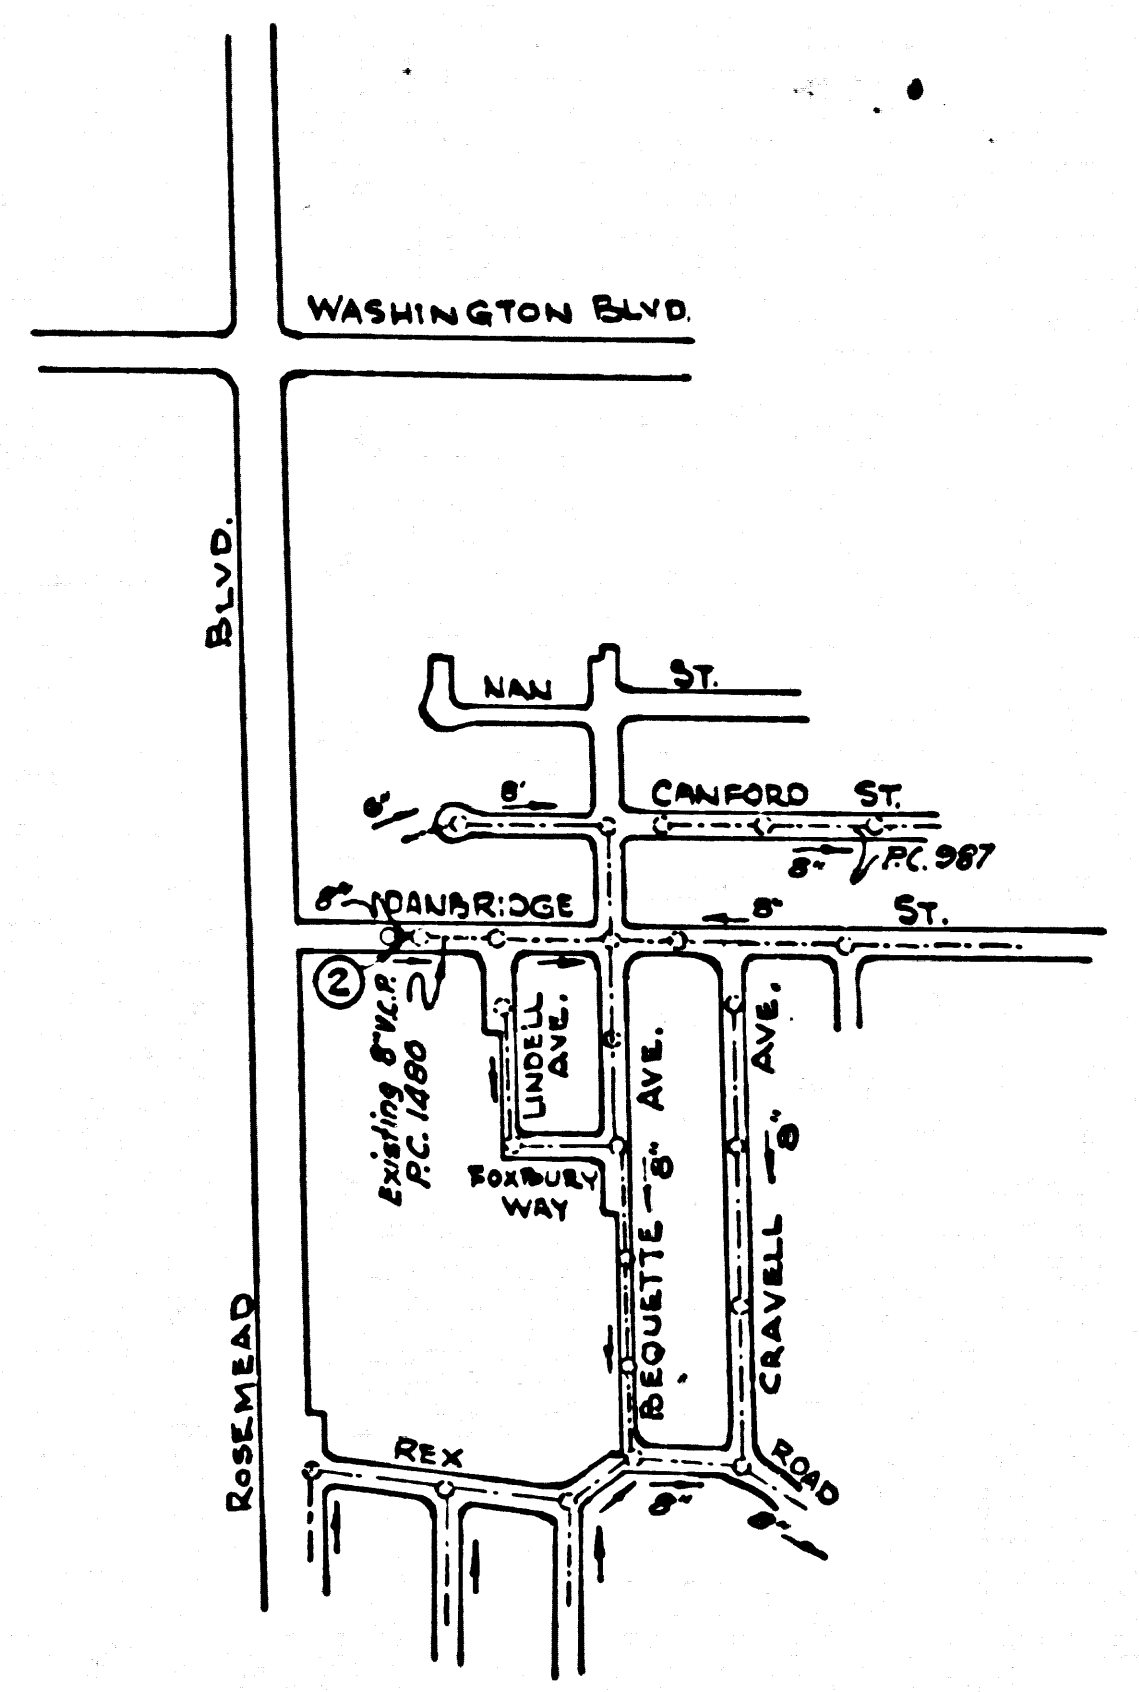 WASHINGTON BLVD.
BLVD.
NAN ST.
8'
CANFORD ST.
8"
8"
P.C. 987
8"
DANBRIDGE ST.
8"
2
Existing 8" V.C.P.
P.C. 1480
LINDELL
AVE.
FOXBURY
WAY
BEQUETTE AVE.
8"
CRAVELL AVE.
8"
ROSEMEAD
REX ROAD
8"
8"